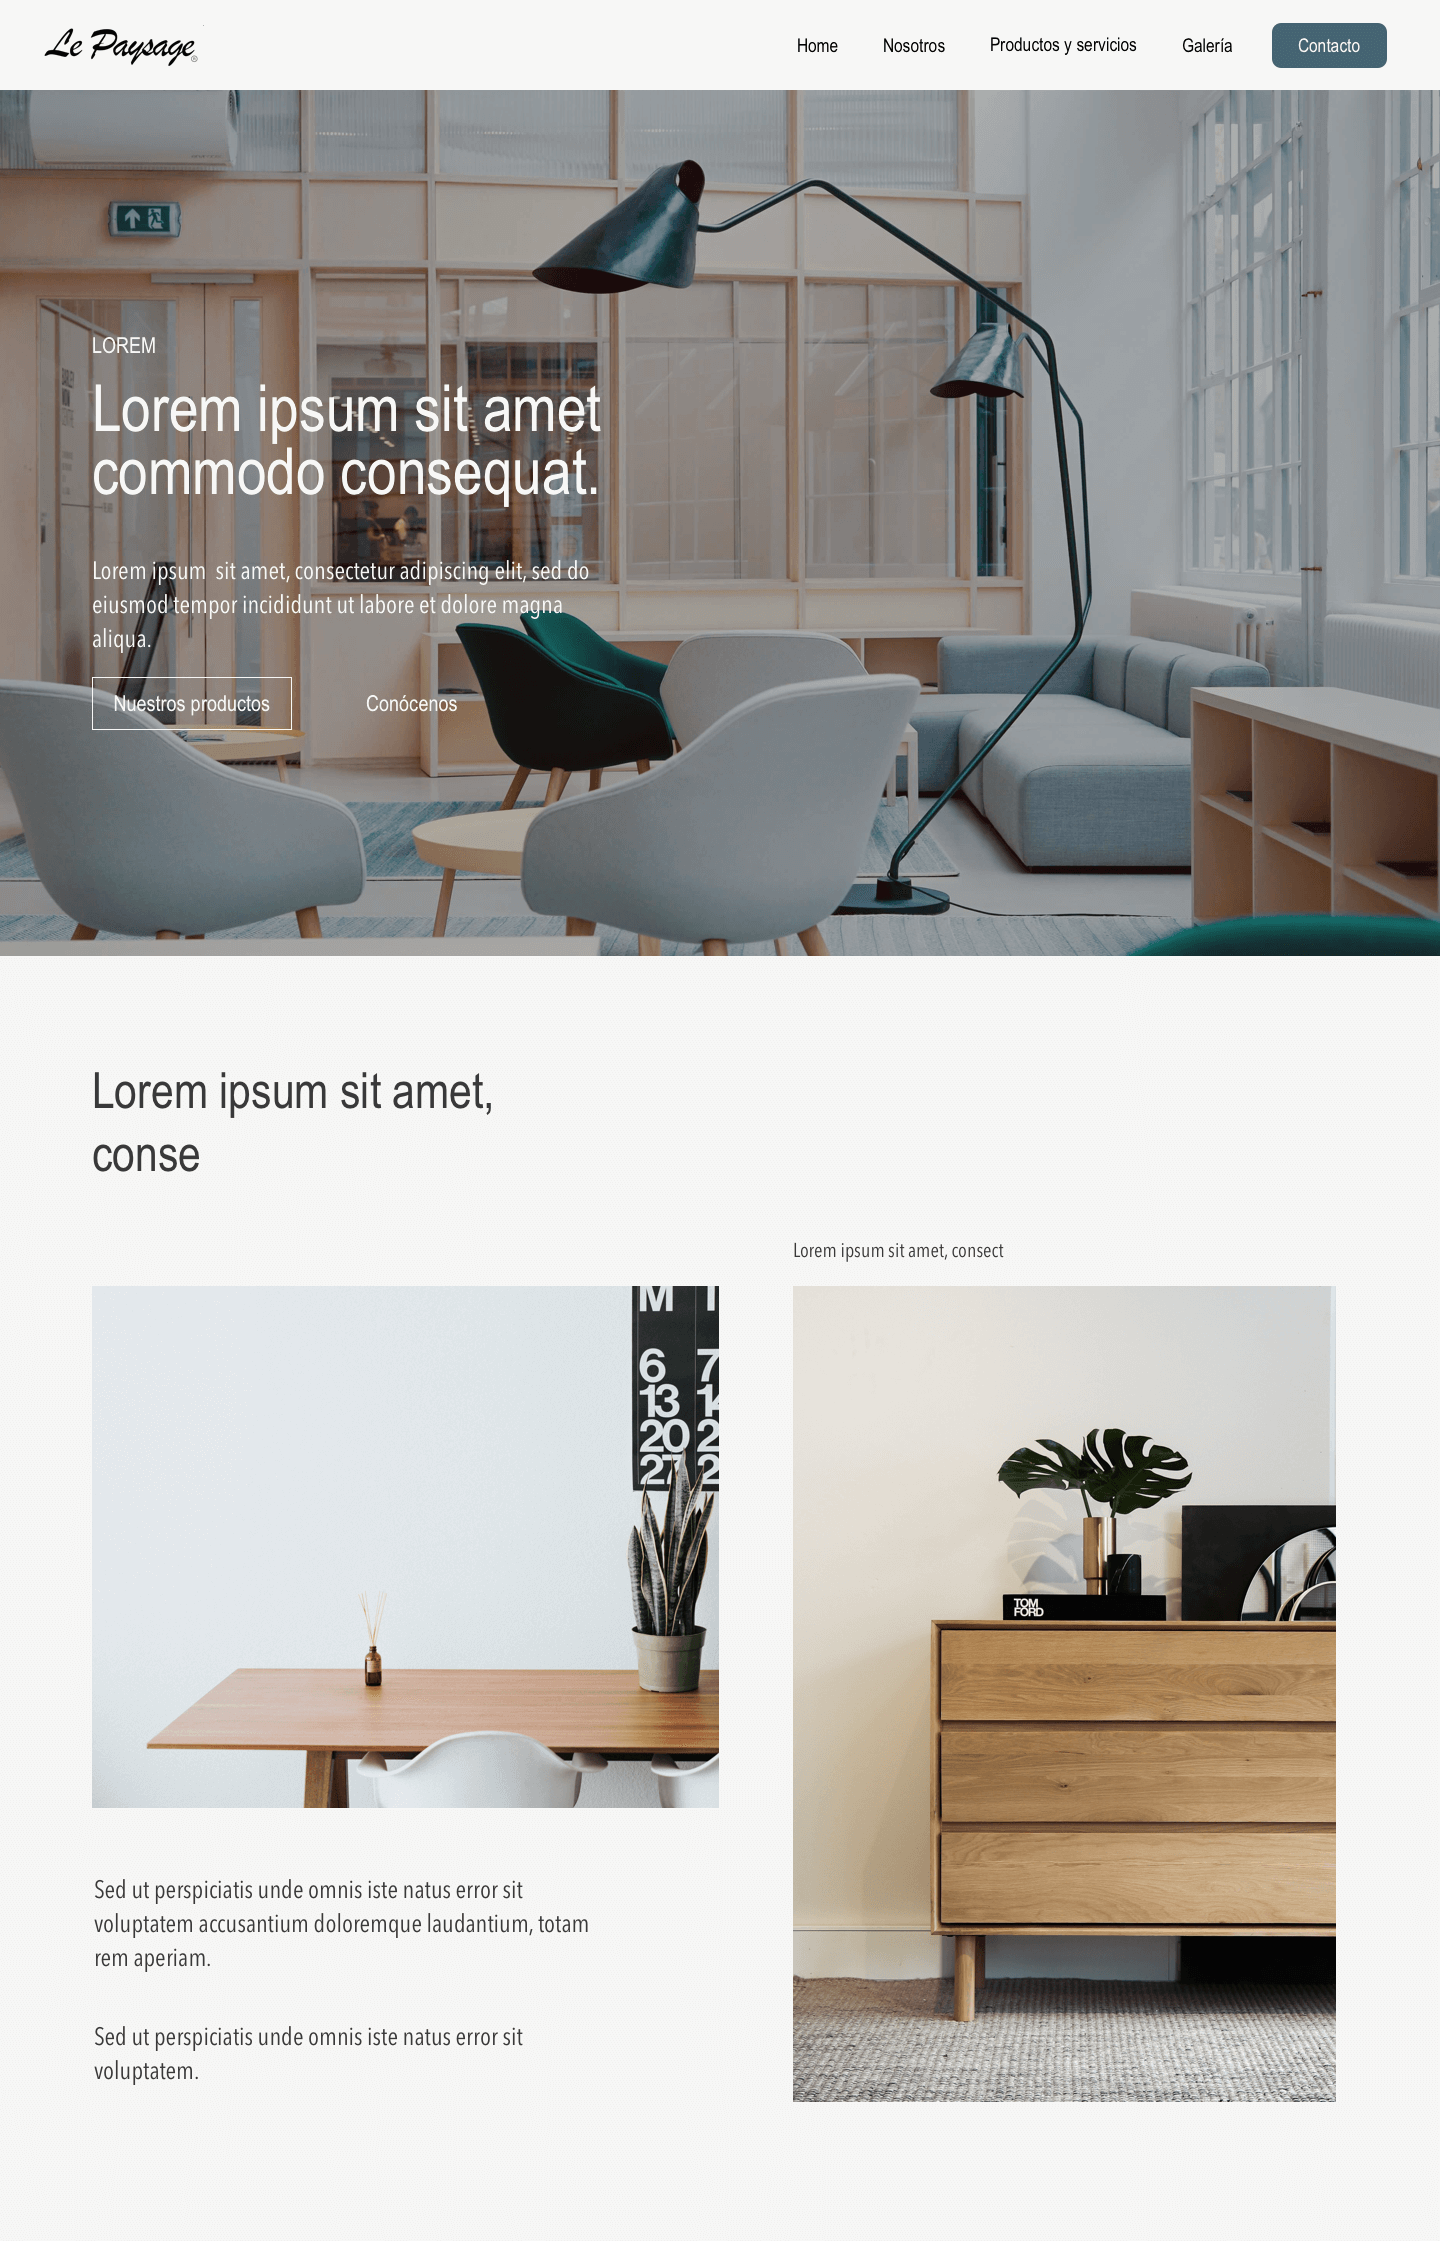 Le Paysage®
Home
Nosotros
Productos y servicios
Galería
Contacto
LOREM
Lorem ipsum sit amet
commodo consequat.
Lorem ipsum  sit amet, consectetur adipiscing elit, sed do
eiusmod tempor incididunt ut labore et dolore magna
aliqua.
Nuestros productos
Conócenos
Lorem ipsum sit amet,
conse
Lorem ipsum sit amet, consect
M
6 7
13
20 2
27 2
TOM
FORD
Sed ut perspiciatis unde omnis iste natus error sit
voluptatem accusantium doloremque laudantium, totam
rem aperiam.
Sed ut perspiciatis unde omnis iste natus error sit
voluptatem.